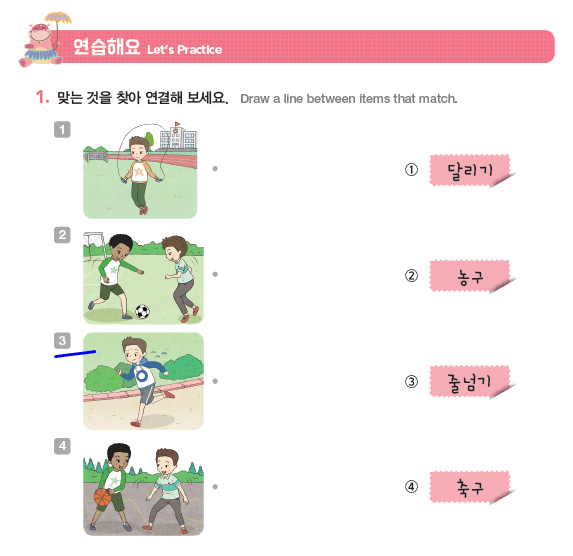 연습해요 Let's Practice
1. 맞는 것을 찾아 연결해 보세요. Draw a line between items that match.
1
① 달리기
2
② 농구
3
③ 줄넘기
4
④ 축구